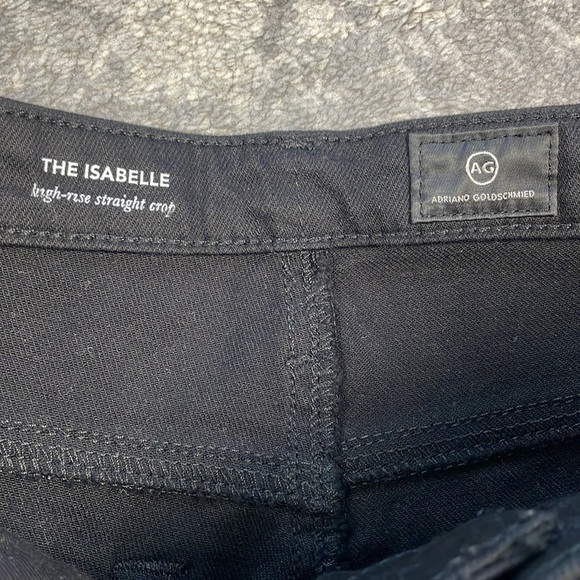 THE ISABELLE
high-rise straight crop
AG
ADRIANO GOLDSCHMIED